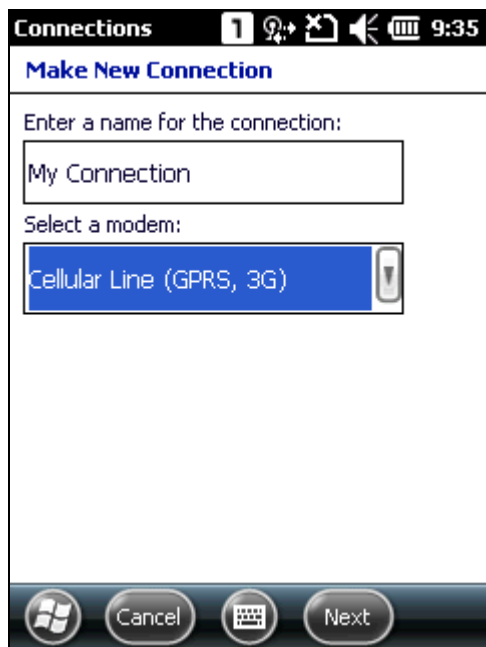 Connections 1 9:35
Make New Connection
Enter a name for the connection:
My Connection
Select a modem:
Cellular Line (GPRS, 3G)
Cancel Next